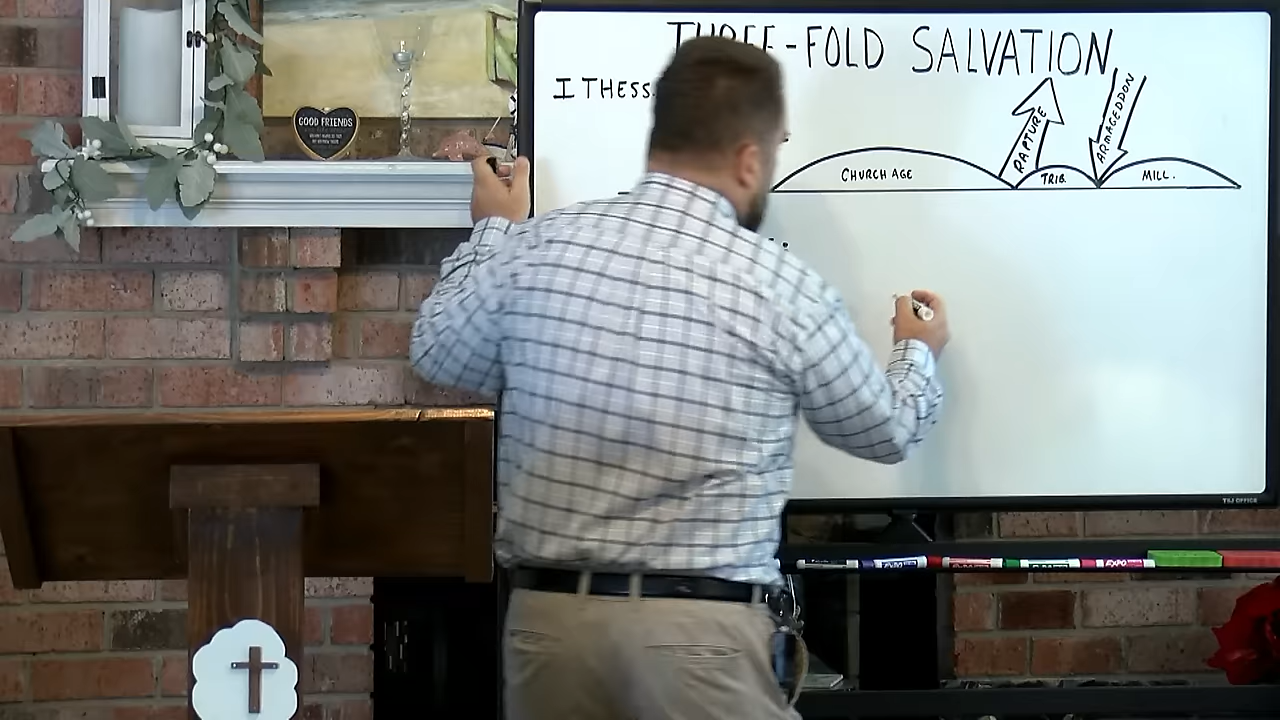 THREE-FOLD SALVATION
I THESS.
RAPTURE
ARMAGEDDON
CHURCH AGE
TRIB.
MILL.
GOOD FRIENDS
EXPO